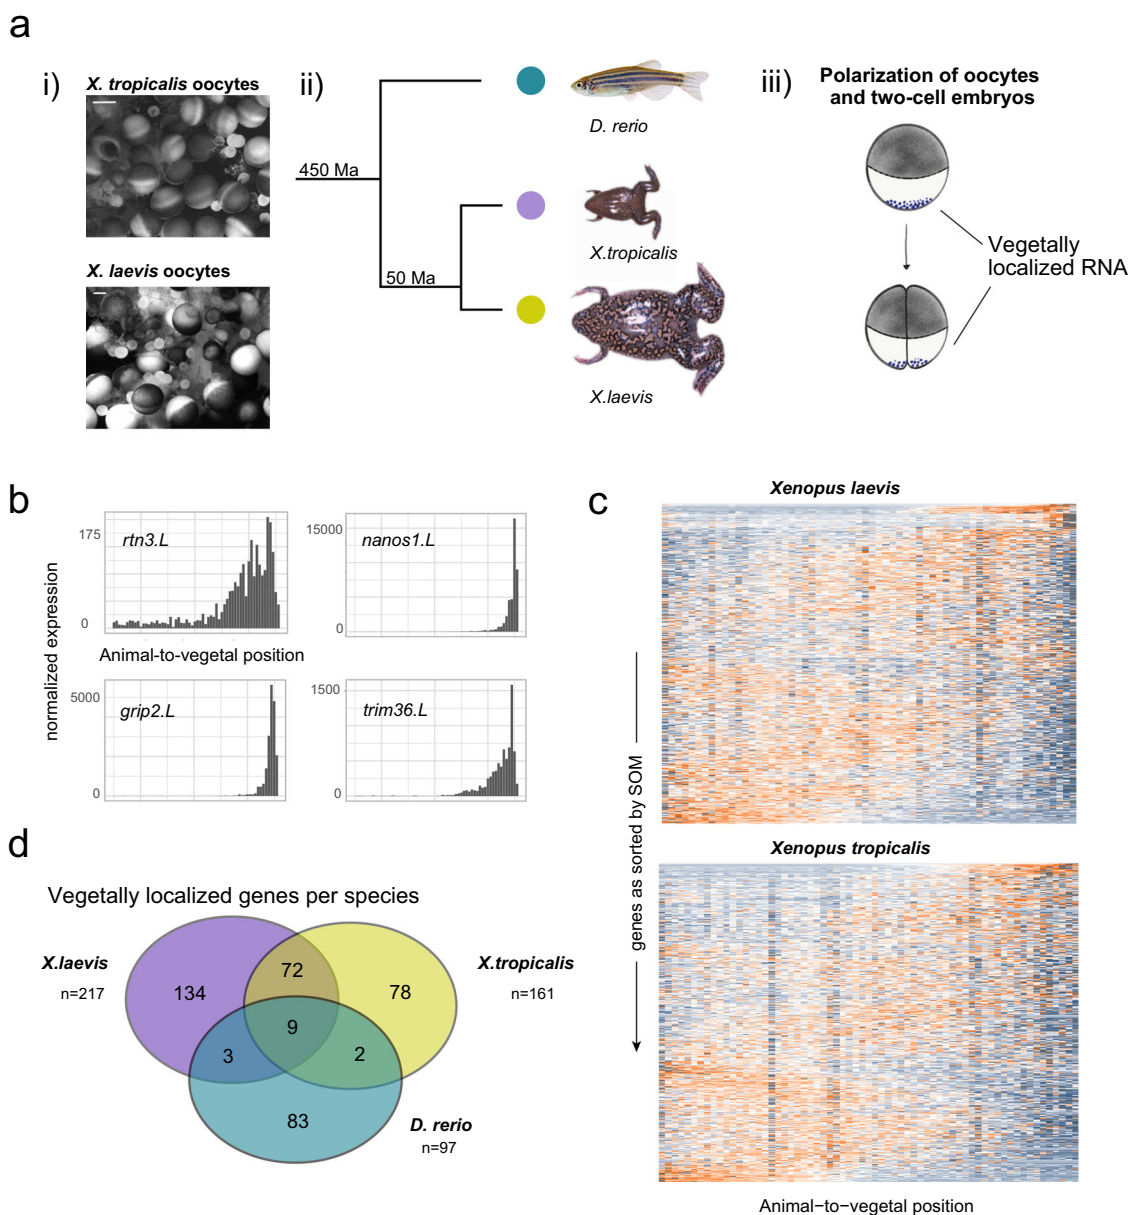 a
i)
X. tropicalis oocytes
X. laevis oocytes
ii)
450 Ma
50 Ma
D. rerio
X.tropicalis
X.laevis
iii)
Polarization of oocytes
and two-cell embryos
Vegetally
localized RNA
b
normalized expression
175
0
rtn3.L
Animal-to-vegetal position
15000
0
nanos1.L
5000
0
grip2.L
1500
0
trim36.L
c
Xenopus laevis
genes as sorted by SOM
Xenopus tropicalis
Animal-to-vegetal position
d
Vegetally localized genes per species
X.laevis
n=217
X.tropicalis
n=161
134
72
78
9
3
2
83
D. rerio
n=97